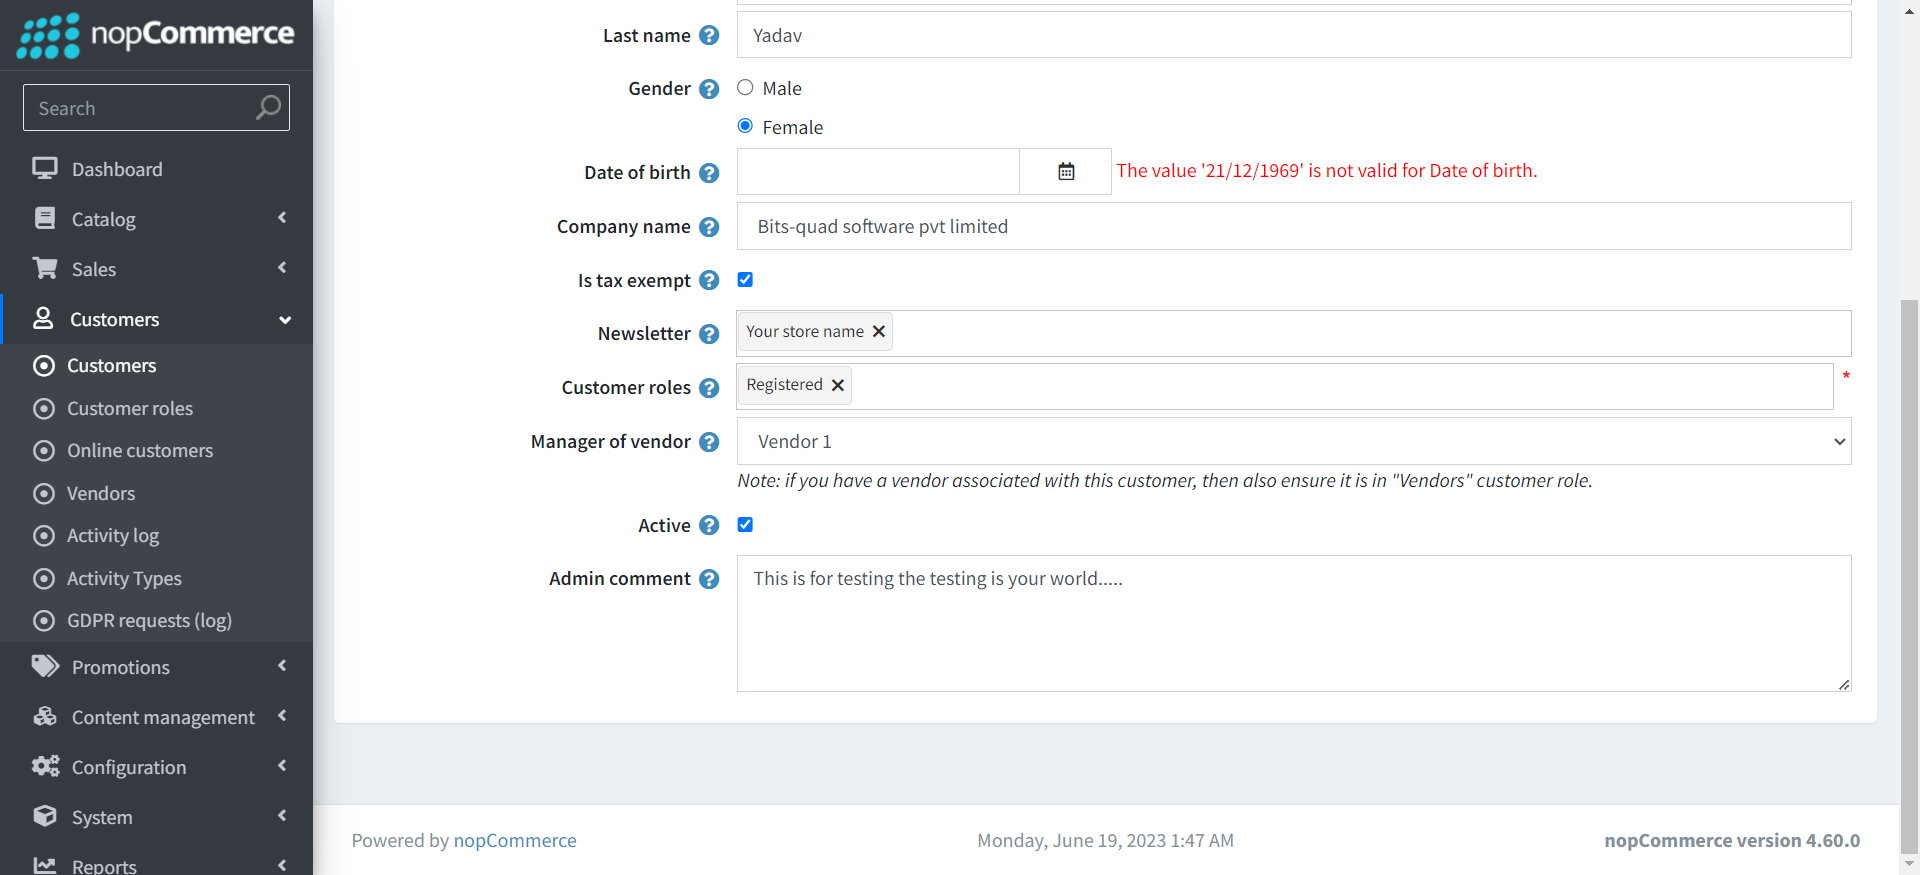 nopCommerce
Search
Dashboard
Catalog
Sales
Customers
Customers
Customer roles
Online customers
Vendors
Activity log
Activity Types
GDPR requests (log)
Promotions
Content management
Configuration
System
Reports
Last name ? Yadav
Gender ? Male
Female
Date of birth ? The value '21/12/1969' is not valid for Date of birth.
Company name ? Bits-quad software pvt limited
Is tax exempt ?
Newsletter ? Your store name ×
Customer roles ? Registered × *
Manager of vendor ? Vendor 1
Note: if you have a vendor associated with this customer, then also ensure it is in "Vendors" customer role.
Active ?
Admin comment ? This is for testing the testing is your world.....
Powered by nopCommerce Monday, June 19, 2023 1:47 AM nopCommerce version 4.60.0